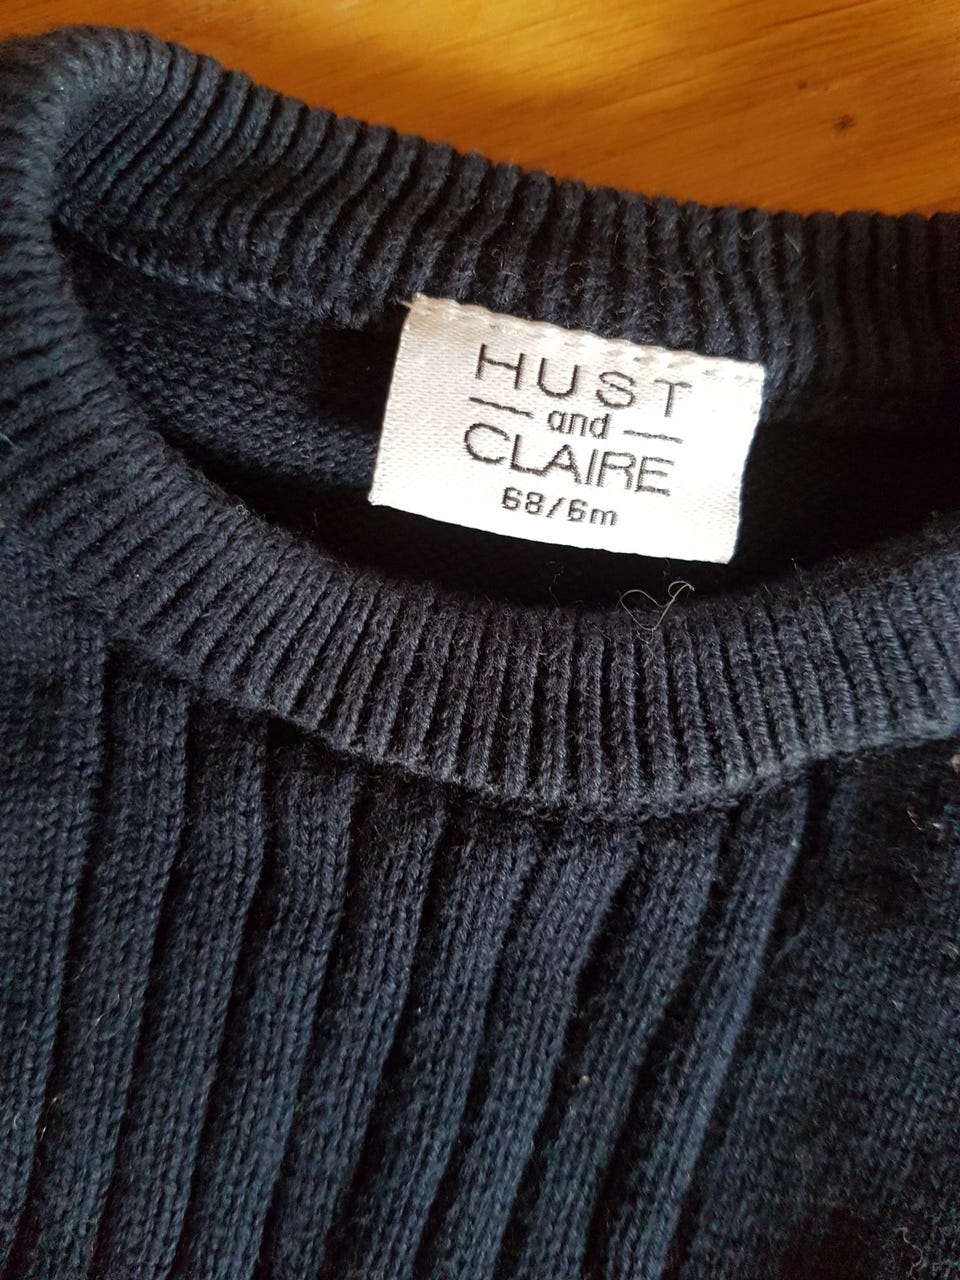 HUST
and
CLAIRE
68/6m